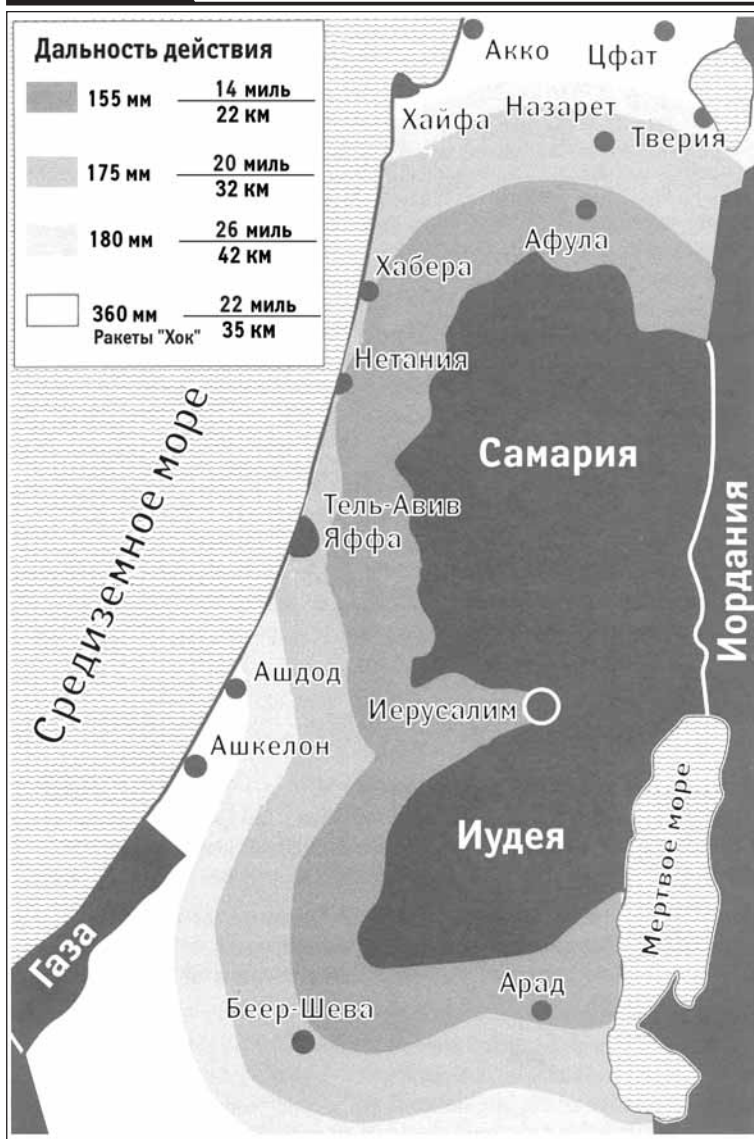 Дальность действия
155 мм 14 миль
22 км
175 мм 20 миль
32 км
180 мм 26 миль
42 км
360 мм 22 миль
Ракеты "Хок" 35 км
Акко
Цфат
Хайфа
Назарет
Тверия
Афула
Хабера
Нетания
Самария
Тель-Авив
Яффа
Средиземное море
Иордания
Ашдод
Иерусалим
Ашкелон
Иудея
Мертвое море
Газа
Беер-Шева
Арад